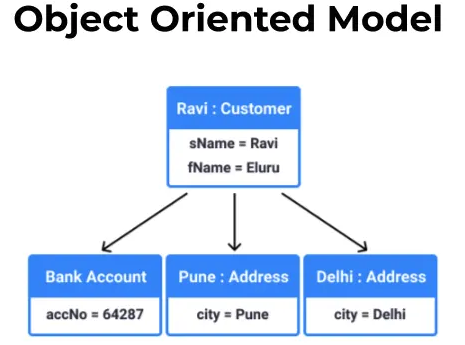 Object Oriented Model
Ravi : Customer
sName = Ravi
fName = Eluru
Bank Account
accNo = 64287
Pune : Address
city = Pune
Delhi : Address
city = Delhi